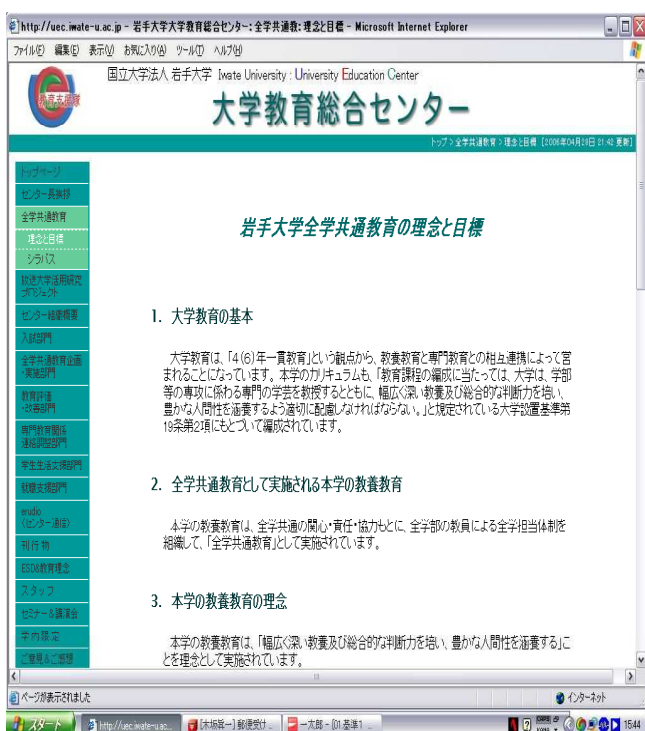 http://uec.iwate-u.ac.jp - 岩手大学大学教育総合センター: 全学共通教: 理念と目標 - Microsoft Internet Explorer
ファイル(F) 編集(E) 表示(V) お気に入り(A) ツール(T) ヘルプ(H)
教育支援隊
国立大学法人 岩手大学 Iwate University : University Education Center
大学教育総合センター
トップ > 全学共通教育 > 理念と目標
トップページ
センター長挨拶
全学共通教育
理念と目標
シラバス
放送大学活用研究
プロジェクト
センター組織概要
入試部門
全学共通教育企画
・実施部門
教育評価
・改善部門
専門教育関係
連絡調整部門
学生生活支援部門
就職支援部門
erudio
(センター通信)
刊行物
ESD&教育理念
スタッフ
セミナー&講演会
学内限定
ご意見&ご感想
岩手大学全学共通教育の理念と目標
1. 大学教育の基本
大学教育は、「4(6)年一貫教育」という観点から、教養教育と専門教育との相互連携によって営
まれることになっています。本学のカリキュラムも、「教育課程の編成に当たっては、大学は、学部
等の専攻に係わる専門の学芸を教授するとともに、幅広く深い教養及び総合的な判断力を培い、
豊かな人間性を涵養するよう適切に配慮しなければならない。」と規定されている大学設置基準第
19条第2項にもとづいて編成されています。
2. 全学共通教育として実施される本学の教養教育
本学の教養教育は、全学共通の関心・責任・協力もとに、全学部の教員による全学担当体制を
組織して、「全学共通教育」として実施されています。
3. 本学の教養教育の理念
本学の教養教育は、「幅広く深い教養及び総合的な判断力を培い、豊かな人間性を涵養する」こ
とを理念として実施されています。
ページが表示されました
インターネット
スタート
http://uec.iwate-u.ac...
一太郎 - [01.基準1 ...
15:44